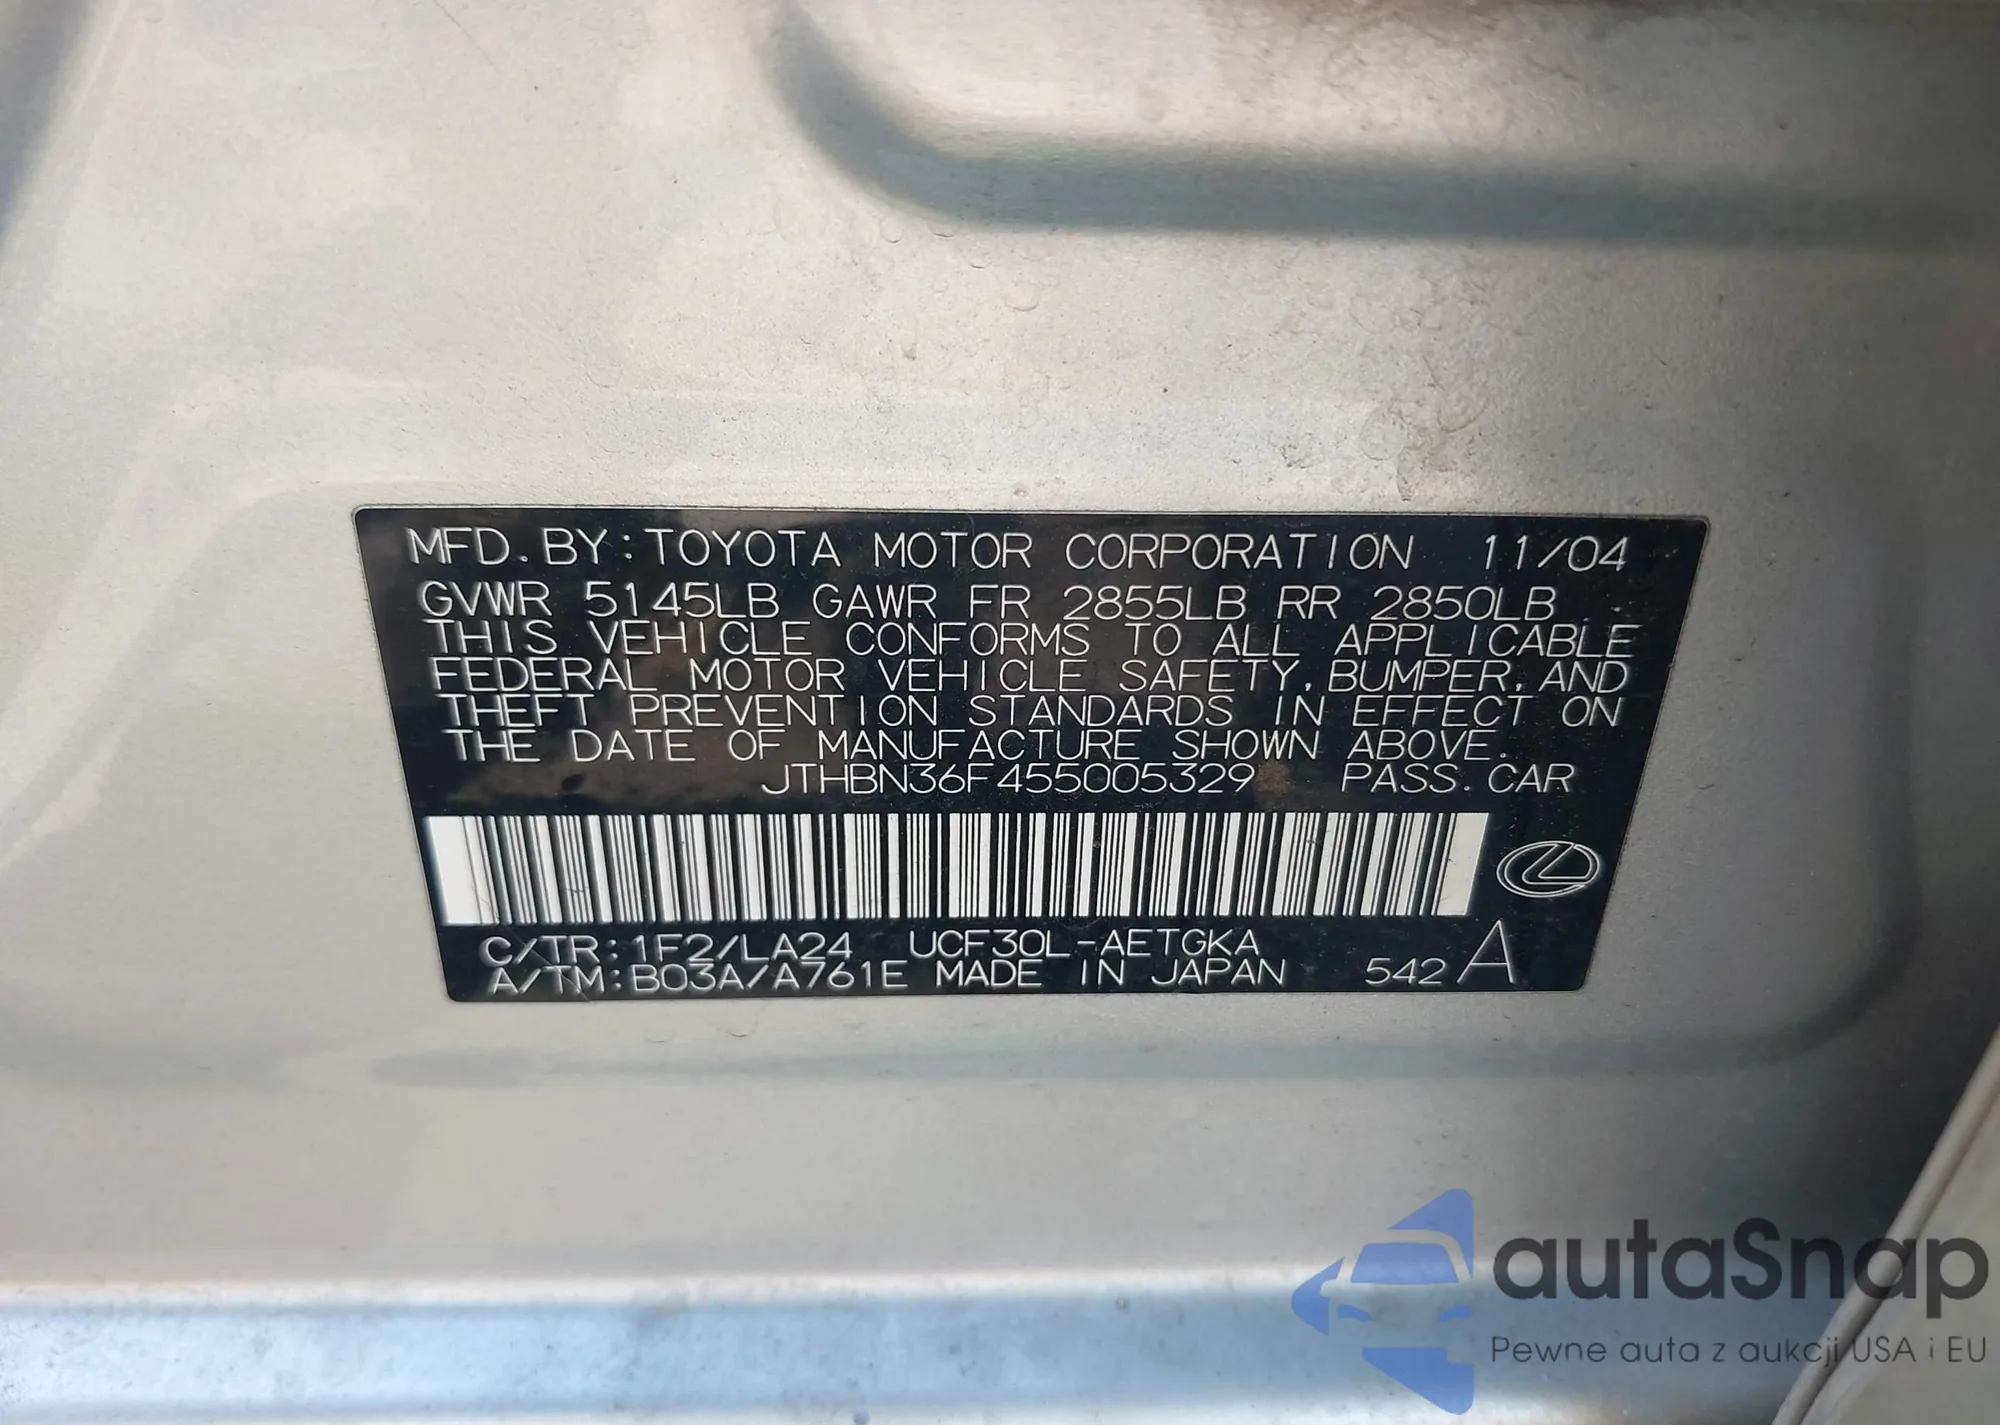 MFD. BY: TOYOTA MOTOR CORPORATION 11/04
GVWR 5145LB GAWR FR 2855LB RR 2850LB
THIS VEHICLE CONFORMS TO ALL APPLICABLE
FEDERAL MOTOR VEHICLE SAFETY, BUMPER, AND
THEFT PREVENTION STANDARDS IN EFFECT ON
THE DATE OF MANUFACTURE SHOWN ABOVE.
JTHBN36F455005329 PASS. CAR
C/TR: 1F2/LA24 UCF30L-AETGKA
A/TM: B03A/A761E MADE IN JAPAN 542 A
autoSnap
Pewne auta z aukcji USA i EU